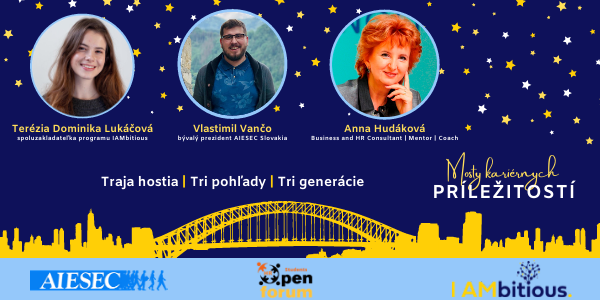 Terézia Dominika Lukáčová
spoluzakladateľka programu IAMbitious
Vlastimil Vančo
bývalý prezident AIESEC Slovakia
Anna Hudáková
Business and HR Consultant | Mentor | Coach
Traja hostia | Tri pohľady | Tri generácie
Mosty kariérnych
PRÍLEŽITOSTÍ
AIESEC
Studenta
Open
forum
I AMbitious